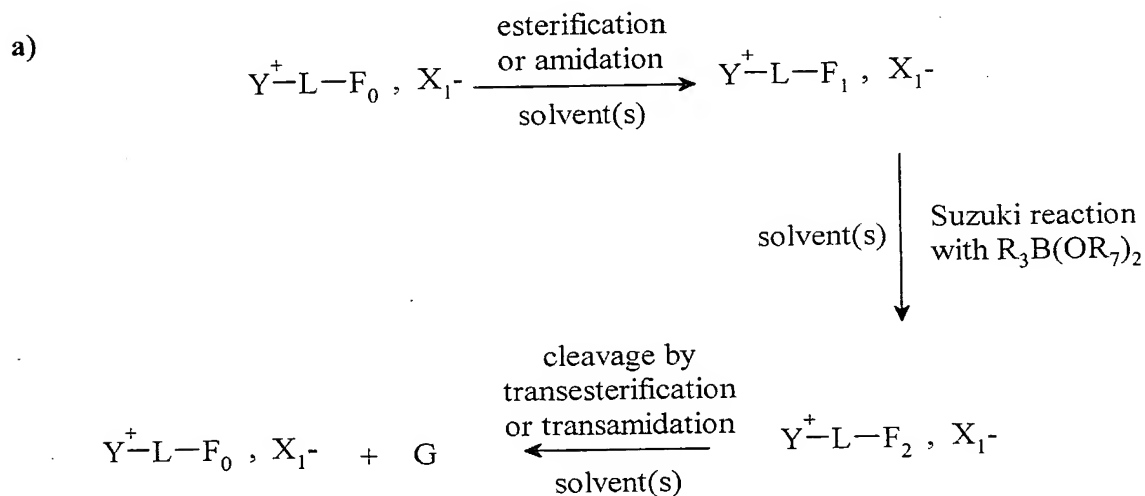 a)
esterification
or amidation
Y⁺—L—F₀ , X₁- 
solvent(s)
Y⁺—L—F₁ , X₁-
solvent(s)
Suzuki reaction
with R₃B(OR₇)₂
cleavage by
transesterification
or transamidation
Y⁺—L—F₀ , X₁- + G
solvent(s)
Y⁺—L—F₂ , X₁-